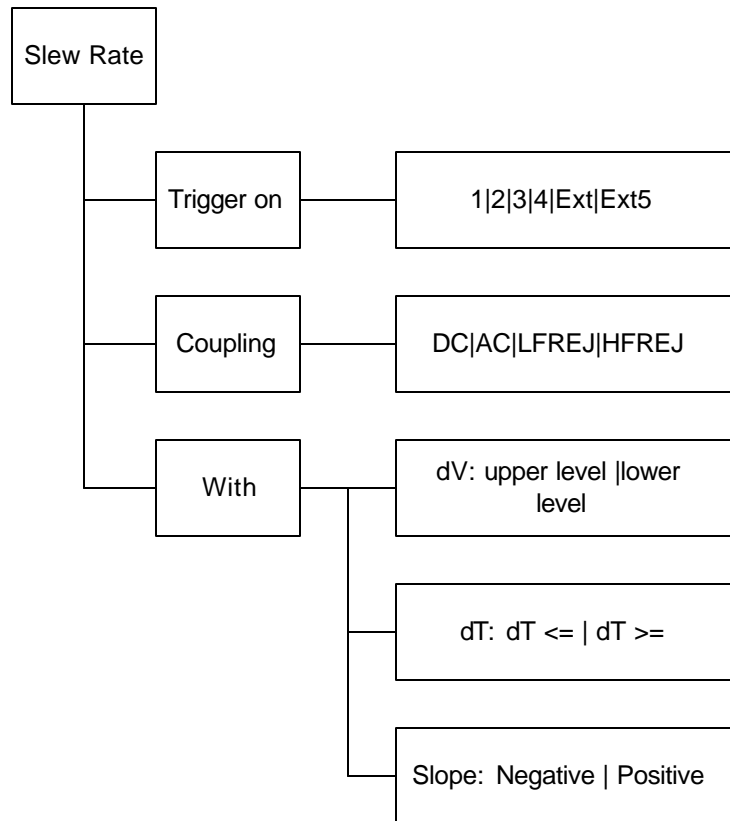 Slew Rate
Trigger on
1|2|3|4|Ext|Ext5
Coupling
DC|AC|LFREJ|HFREJ
With
dV: upper level |lower
level
dT: dT <= | dT >=
Slope: Negative | Positive